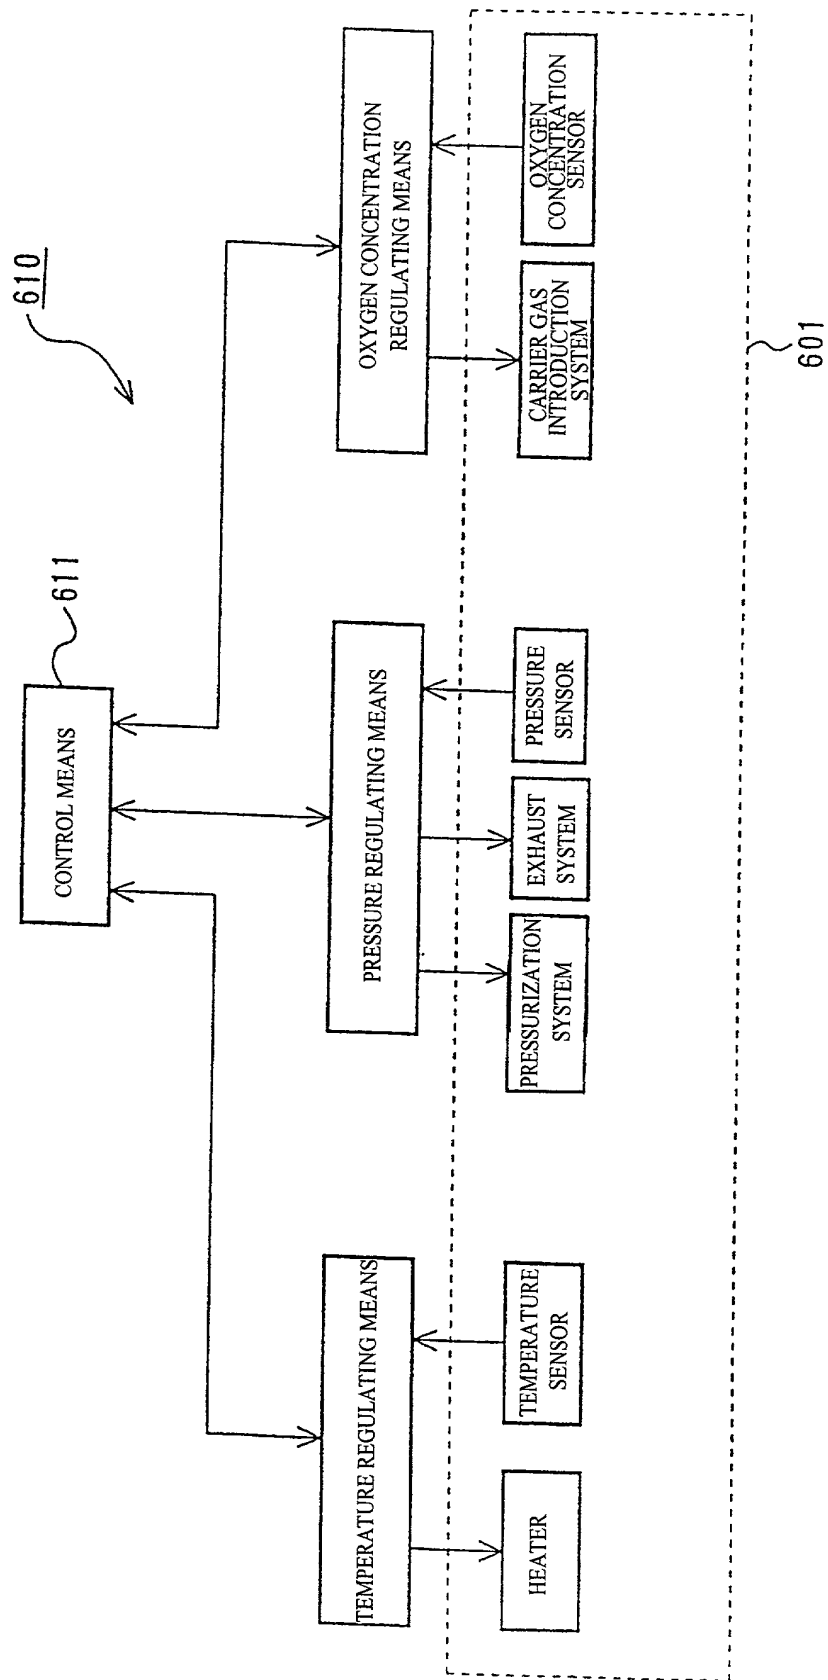 610
CONTROL MEANS
611
TEMPERATURE REGULATING MEANS
PRESSURE REGULATING MEANS
OXYGEN CONCENTRATION
REGULATING MEANS
HEATER
TEMPERATURE
SENSOR
PRESSURIZATION
SYSTEM
EXHAUST
SYSTEM
PRESSURE
SENSOR
CARRIER GAS
INTRODUCTION
SYSTEM
OXYGEN
CONCENTRATION
SENSOR
601